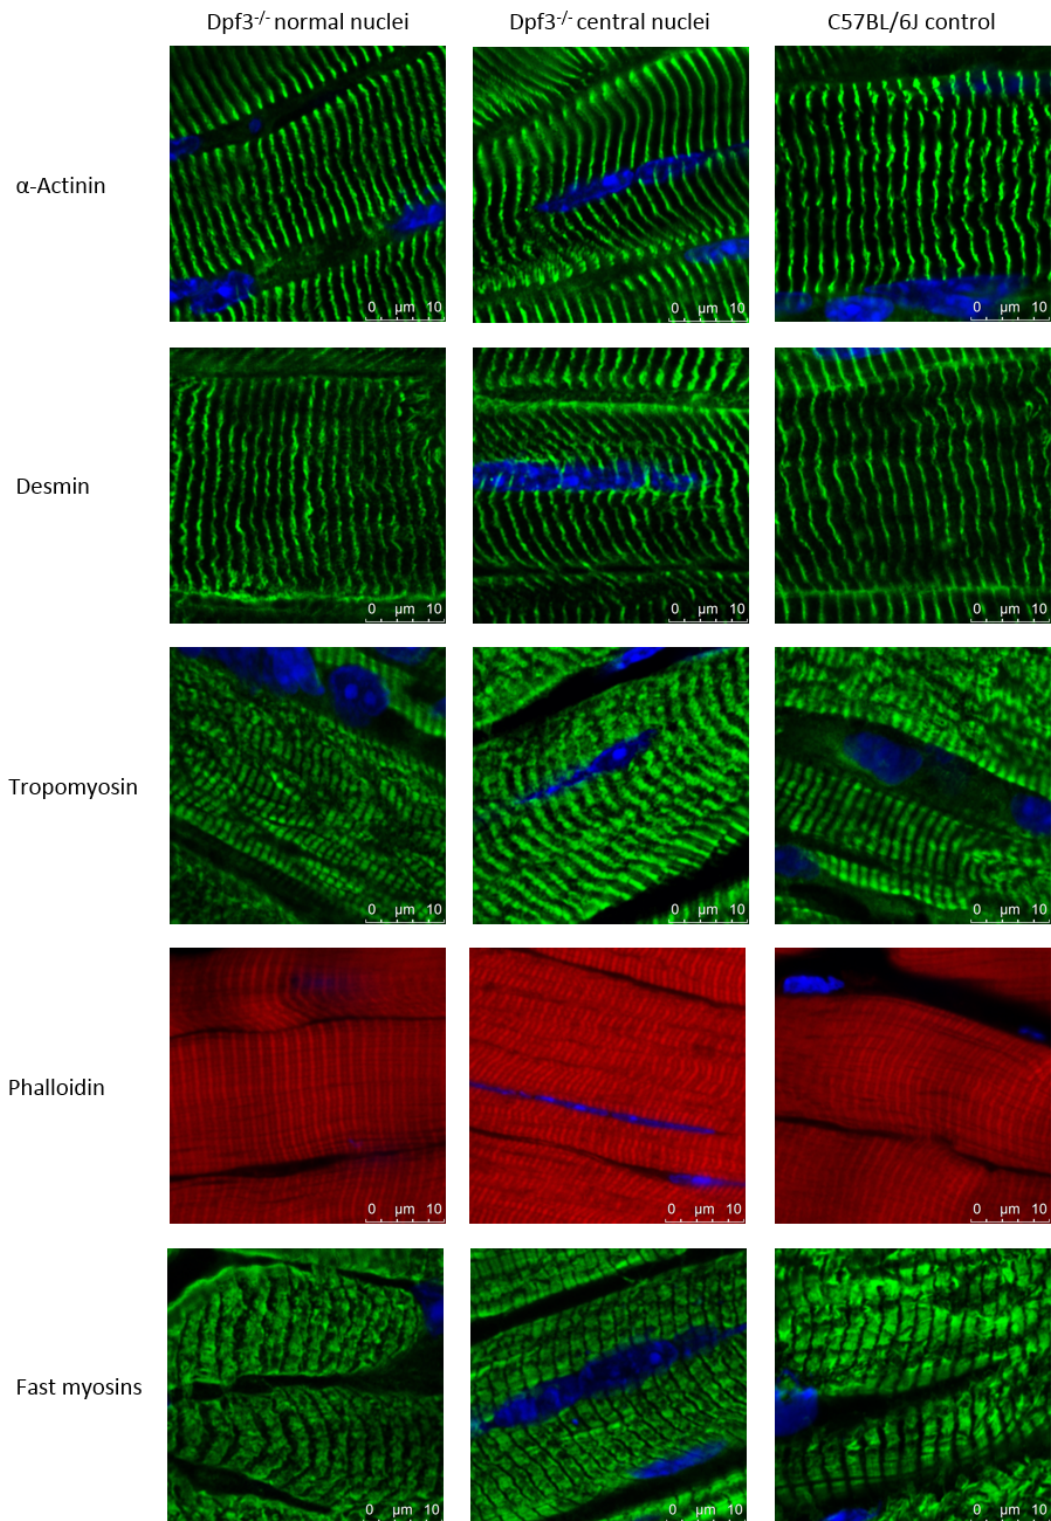 Dpf3⁻/⁻ normal nuclei
Dpf3⁻/⁻ central nuclei
C57BL/6J control
α-Actinin
0 µm 10
0 µm 10
0 µm 10
Desmin
0 µm 10
0 µm 10
0 µm 10
Tropomyosin
0 µm 10
0 µm 10
0 µm 10
Phalloidin
0 µm 10
0 µm 10
0 µm 10
Fast myosins
0 µm 10
0 µm 10
0 µm 10